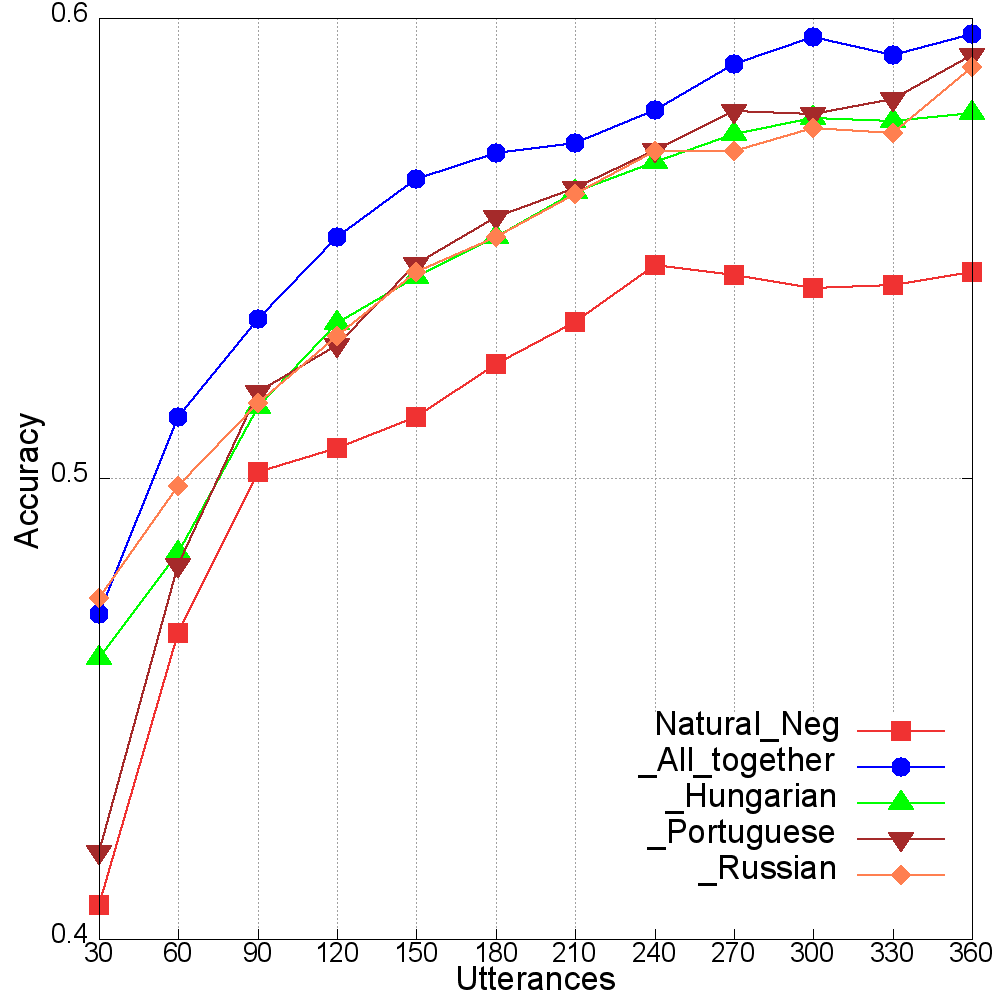 0.6
0.5
0.4
Accuracy
Natural_Neg
_All_together
_Hungarian
_Portuguese
_Russian
30 60 90 120 150 180 210 240 270 300 330 360
Utterances